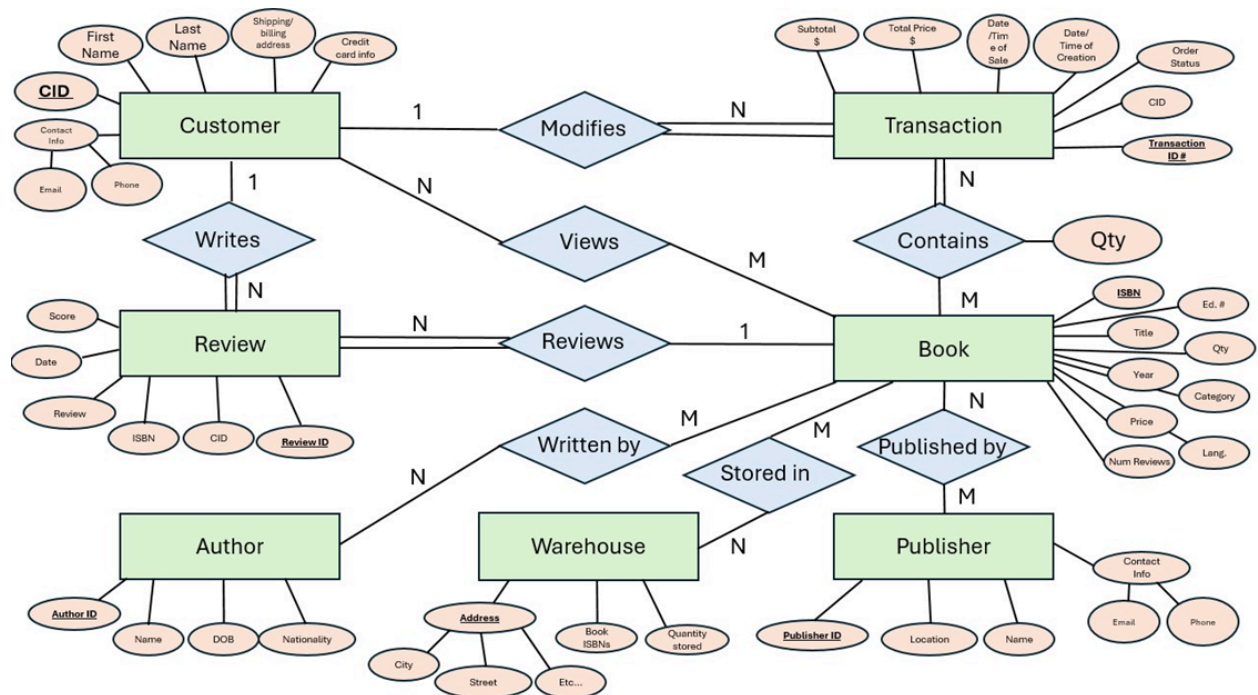 First
Name
Last
Name
Shipping/
billing
address
Credit
card info
CID
Contact
Info
Email
Phone
Customer
1
Modifies
N
Transaction
Subtotal
$
Total Price
$
Date
/Tim
e of
Sale
Date/
Time of
Creation
Order
Status
CID
Transaction
ID #
1
Writes
N
N
Views
M
N
Contains
Qty
M
Score
Date
Review
ISBN
CID
Review ID
Review
N
Reviews
1
Book
ISBN
Ed. #
Title
Qty
Year
Category
Price
Lang.
Num Reviews
M
Written by
N
M
Stored in
N
N
Published by
M
Author
Author ID
Name
DOB
Nationality
Warehouse
Address
City
Street
Etc...
Book
ISBNs
Quantity
stored
Publisher
Publisher ID
Location
Name
Contact
Info
Email
Phone